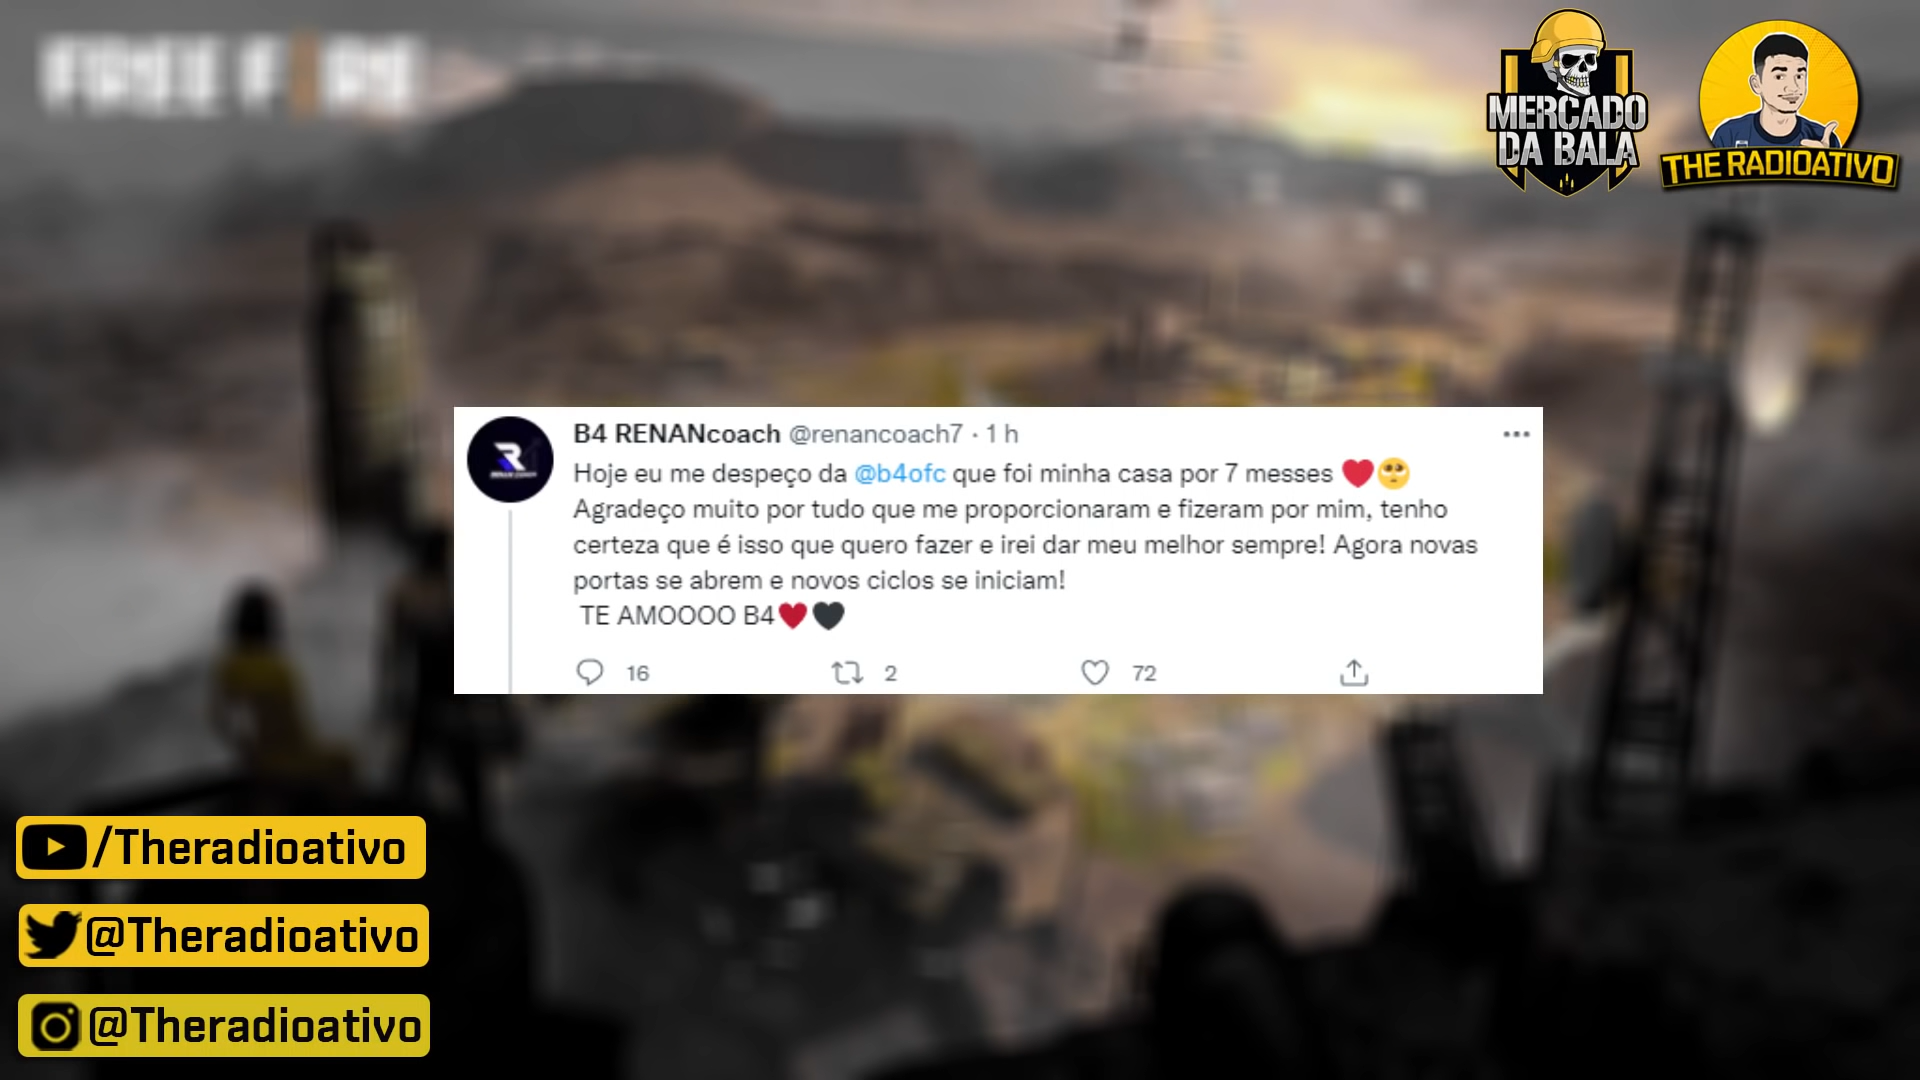 FREE FIRE
MERCADO
DA BALA
THE RADIOATIVO
B4 RENANcoach @renancoach7 · 1 h
Hoje eu me despeço da @b4ofc que foi minha casa por 7 messes ❤️🥺
Agradeço muito por tudo que me proporcionaram e fizeram por mim, tenho
certeza que é isso que quero fazer e irei dar meu melhor sempre! Agora novas
portas se abrem e novos ciclos se iniciam!
TE AMOOOO B4❤️🖤
16 2 72
/Theradioativo
@Theradioativo
@Theradioativo